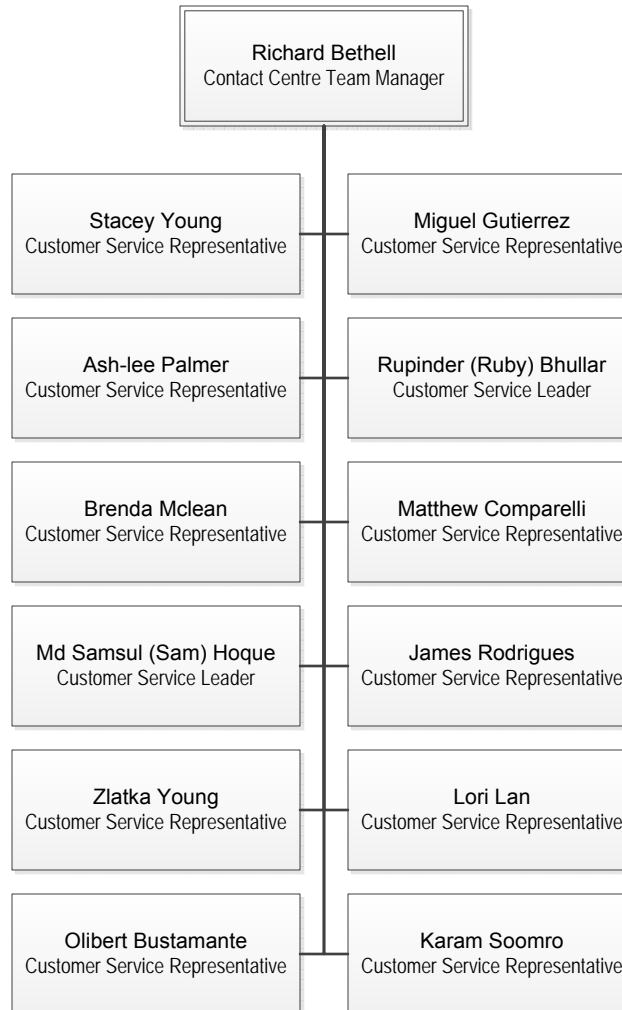 Richard Bethell
Contact Centre Team Manager
Stacey Young
Customer Service Representative
Miguel Gutierrez
Customer Service Representative
Ash-lee Palmer
Customer Service Representative
Rupinder (Ruby) Bhullar
Customer Service Leader
Brenda Mclean
Customer Service Representative
Matthew Comparelli
Customer Service Representative
Md Samsul (Sam) Hoque
Customer Service Leader
James Rodrigues
Customer Service Representative
Zlatka Young
Customer Service Representative
Lori Lan
Customer Service Representative
Olibert Bustamante
Customer Service Representative
Karam Soomro
Customer Service Representative